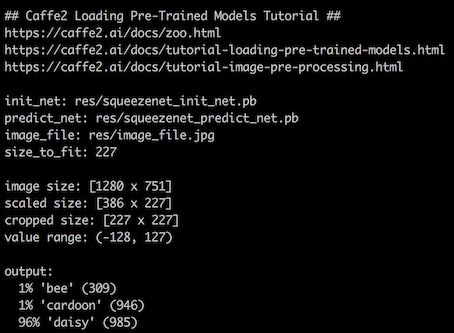 ## Caffe2 Loading Pre-Trained Models Tutorial ##
https://caffe2.ai/docs/zoo.html
https://caffe2.ai/docs/tutorial-loading-pre-trained-models.html
https://caffe2.ai/docs/tutorial-image-pre-processing.html
init_net: res/squeezenet_init_net.pb
predict_net: res/squeezenet_predict_net.pb
image_file: res/image_file.jpg
size_to_fit: 227
image size: [1280 x 751]
scaled size: [386 x 227]
cropped size: [227 x 227]
value range: (-128, 127)
output:
1% 'bee' (309)
1% 'cardoon' (946)
96% 'daisy' (985)